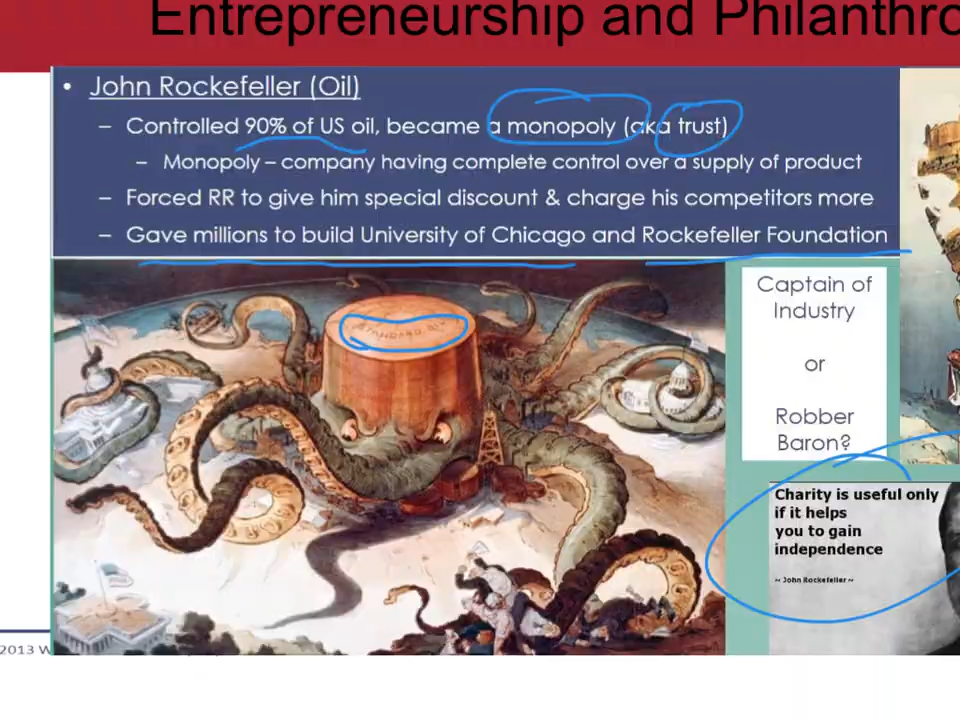 Entrepreneurship and Philanthro
• John Rockefeller (Oil)
– Controlled 90% of US oil, became a monopoly (aka trust)
– Monopoly – company having complete control over a supply of product
– Forced RR to give him special discount & charge his competitors more
– Gave millions to build University of Chicago and Rockefeller Foundation
STANDARD OIL
Captain of
Industry
or
Robber
Baron?
Charity is useful only
if it helps
you to gain
independence
~ John Rockefeller ~
2013 W